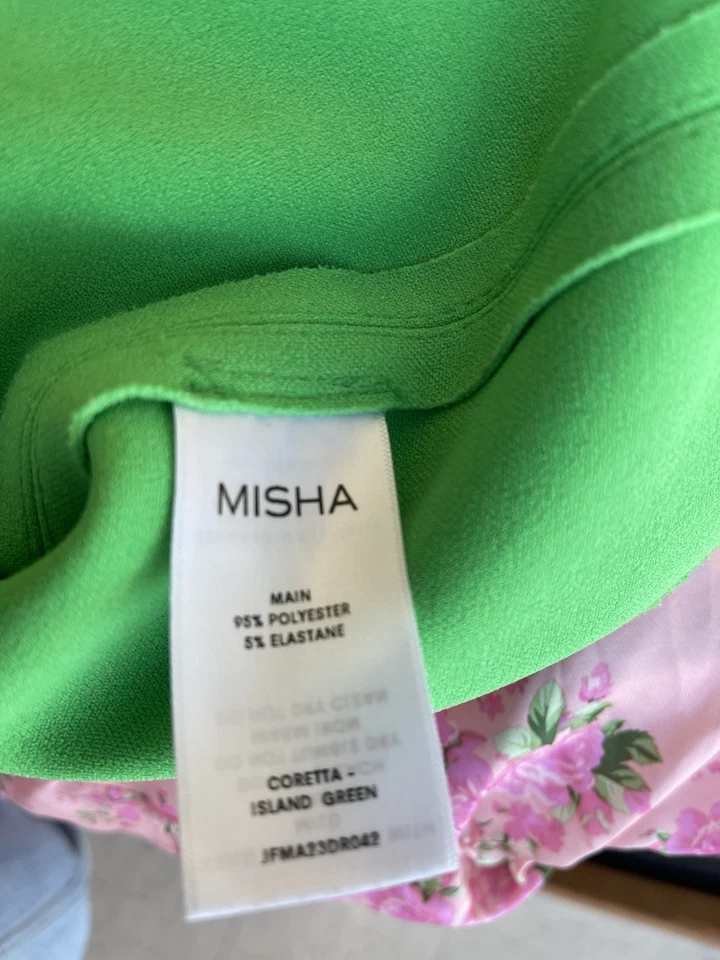 MISHA
MAIN
95% POLYESTER
5% ELASTANE
CORETTA -
ISLAND GREEN
JFMA23DR042